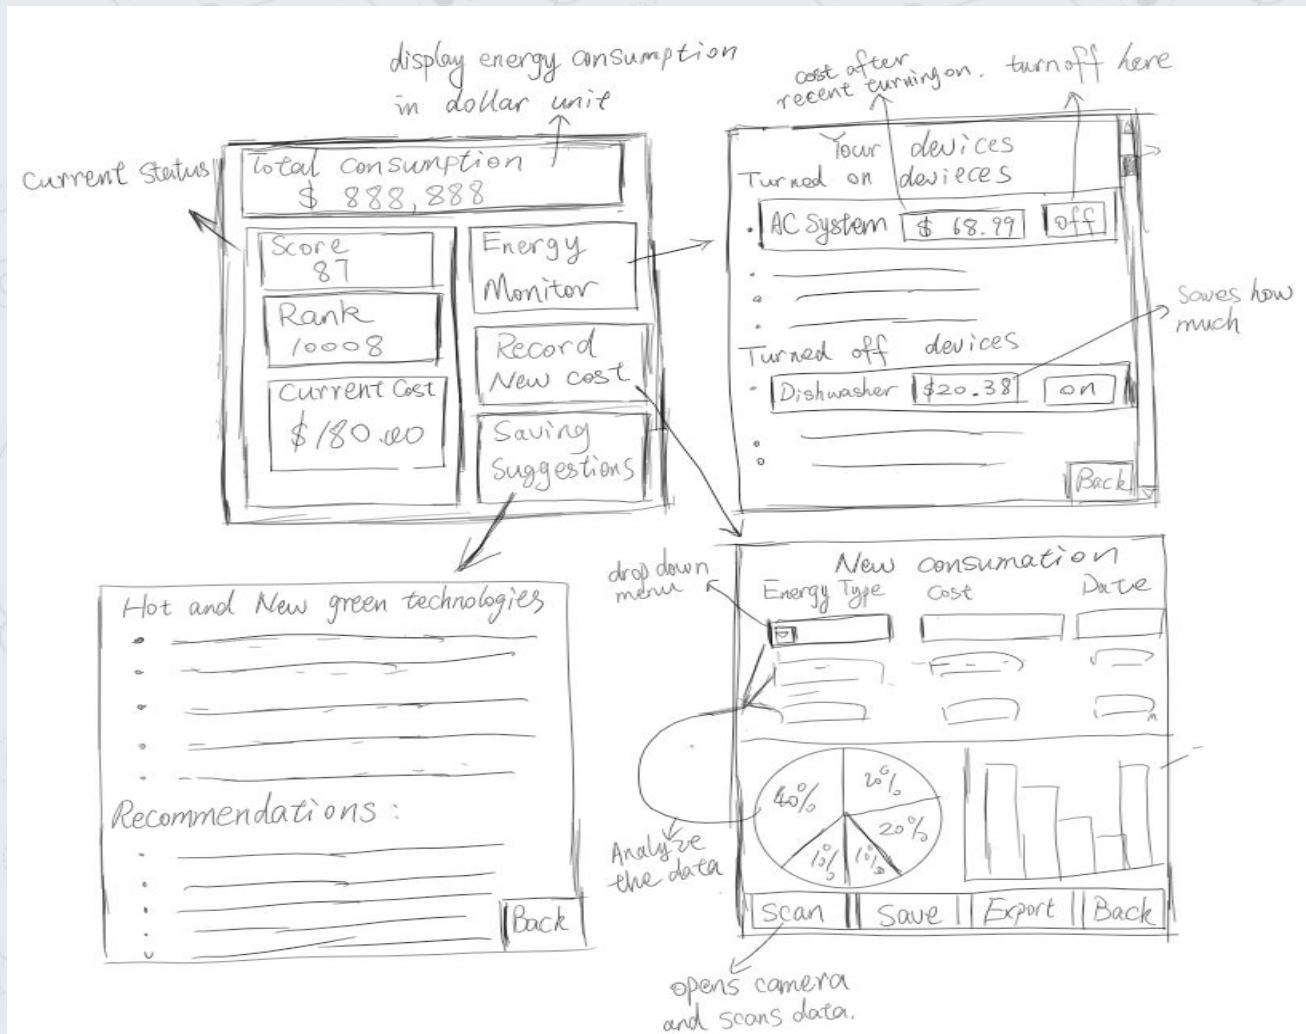 display energy consumption
in dollar unit
Current Status
Total Consumption
$ 888,888
Score
87
Rank
10008
Current Cost
$180.00
Energy
Monitor
Record
New cost
Saving
Suggestions
cost after
recent turning on.
turn off here
Your devices
Turned on devieces
AC System $ 68.99 off
Turned off devices
Dishwasher $20.38 on
Back
Saves how
much
Hot and New green technologies
Recommendations:
Back
drop down
menu
New consumation
Energy Type Cost Date
40% 20%
20%
10% 10%
Analyze
the data
Scan Save Export Back
opens camera
and scans data.